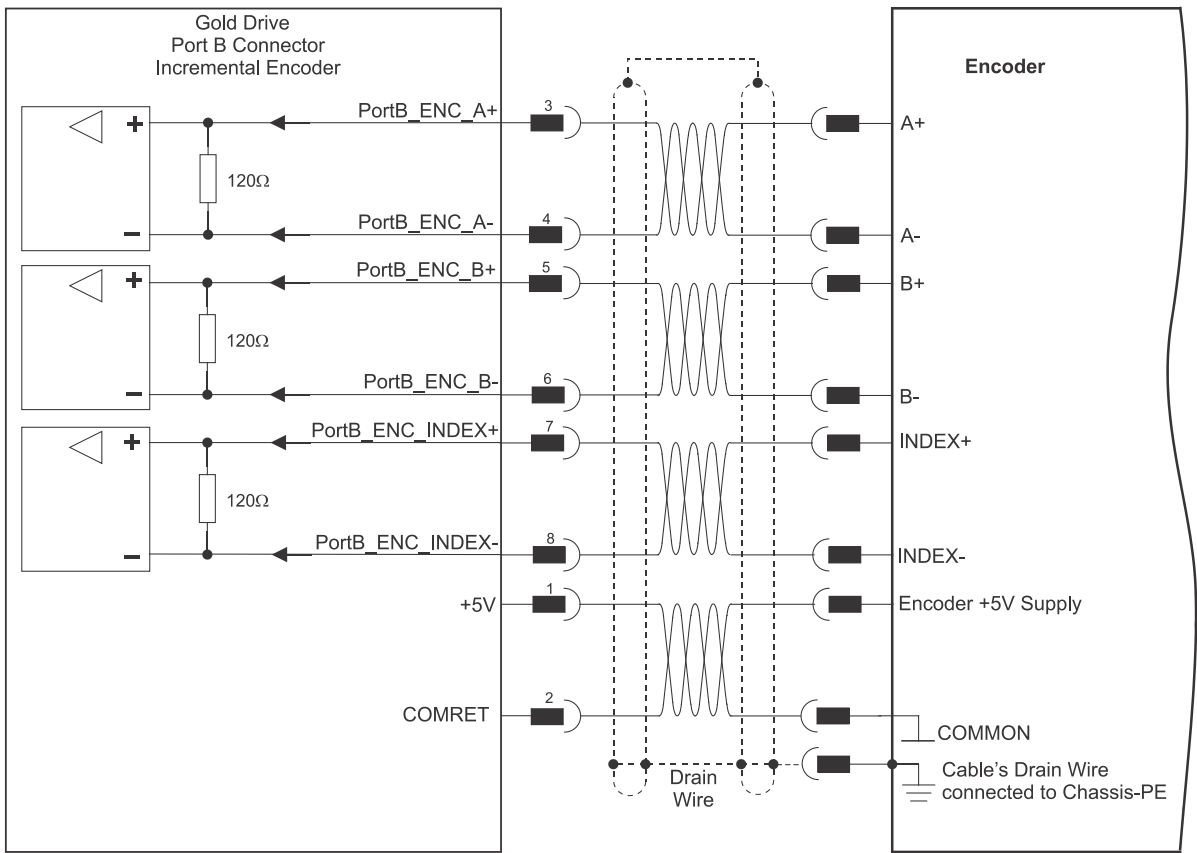 Gold Drive
Port B Connector
Incremental Encoder
Encoder
+
PortB_ENC_A+
3
A+
120Ω
–
PortB_ENC_A-
4
A-
+
PortB_ENC_B+
5
B+
120Ω
–
PortB_ENC_B-
6
B-
+
PortB_ENC_INDEX+
7
INDEX+
120Ω
–
PortB_ENC_INDEX-
8
INDEX-
+5V
1
Encoder +5V Supply
COMRET
2
COMMON
Drain
Wire
Cable's Drain Wire
connected to Chassis-PE